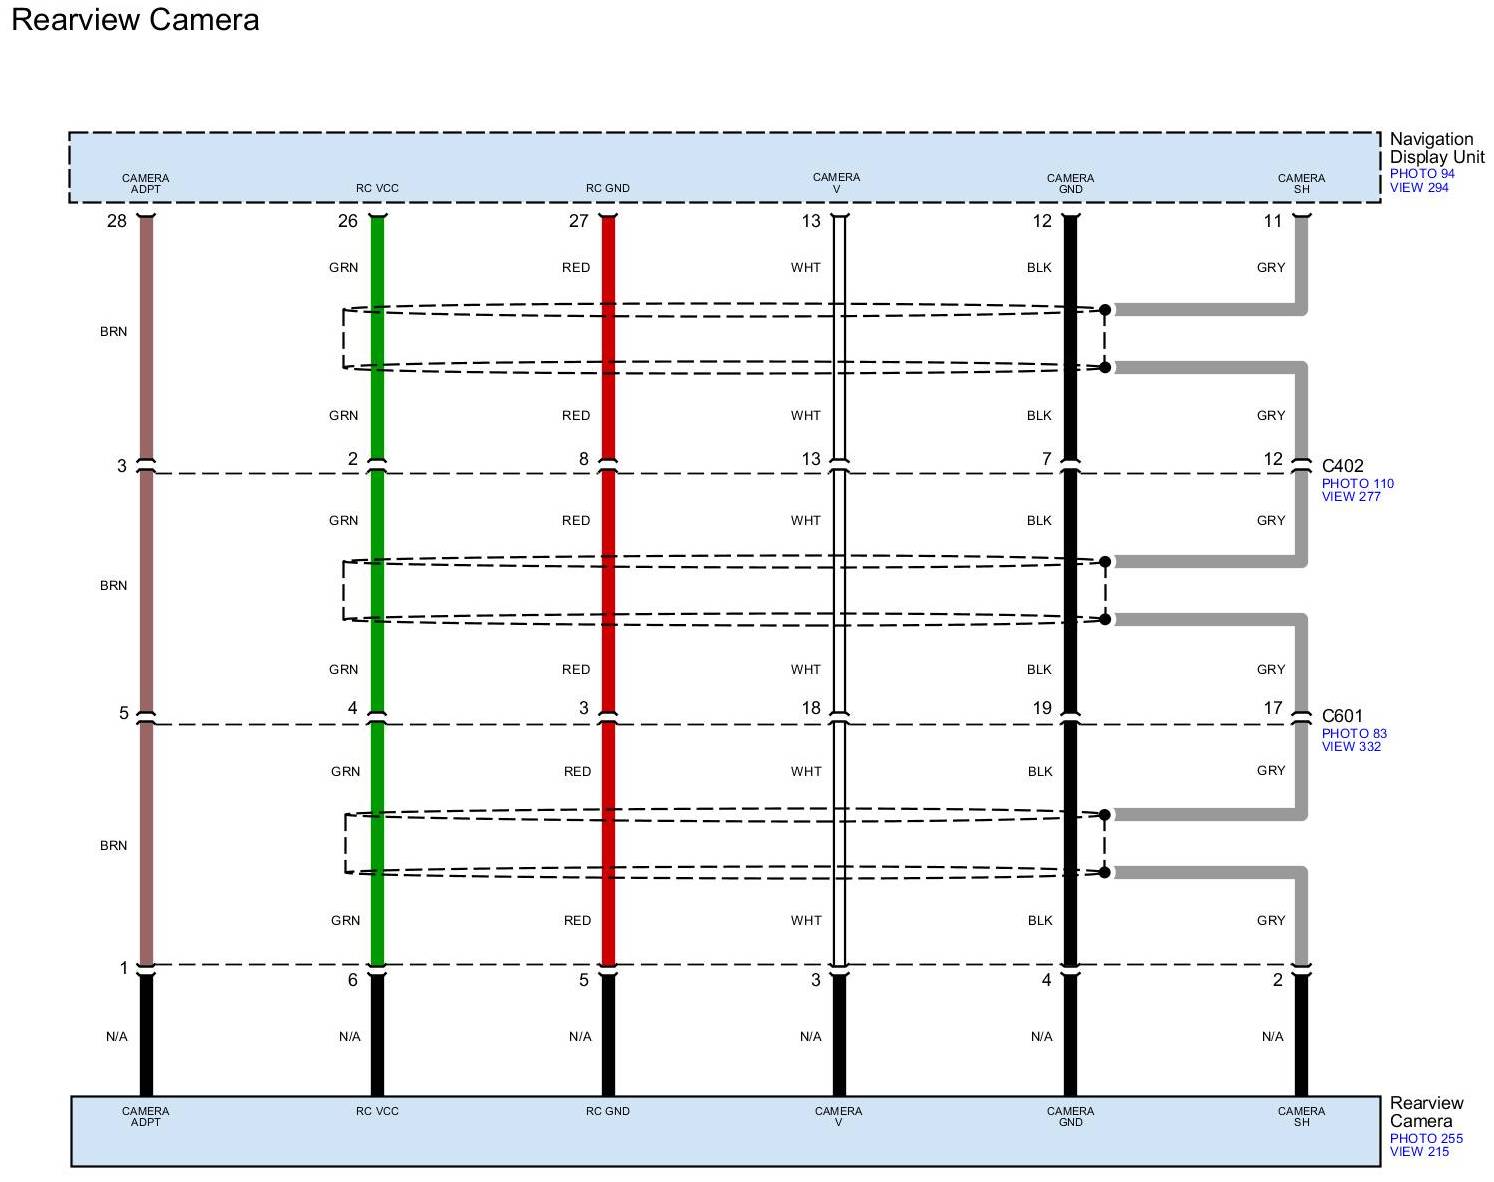 Rearview Camera
Navigation
Display Unit
PHOTO 94
VIEW 294
CAMERA
ADPT
RC VCC
RC GND
CAMERA
V
CAMERA
GND
CAMERA
SH
28 26 27 13 12 11
GRN RED WHT BLK GRY
BRN
GRN RED WHT BLK GRY
3 2 8 13 7 12
C402
PHOTO 110
VIEW 277
GRN RED WHT BLK GRY
BRN
GRN RED WHT BLK GRY
5 4 3 18 19 17
C601
PHOTO 83
VIEW 332
GRN RED WHT BLK GRY
BRN
GRN RED WHT BLK GRY
1 6 5 3 4 2
N/A N/A N/A N/A N/A N/A
CAMERA
ADPT
RC VCC
RC GND
CAMERA
V
CAMERA
GND
CAMERA
SH
Rearview
Camera
PHOTO 255
VIEW 215